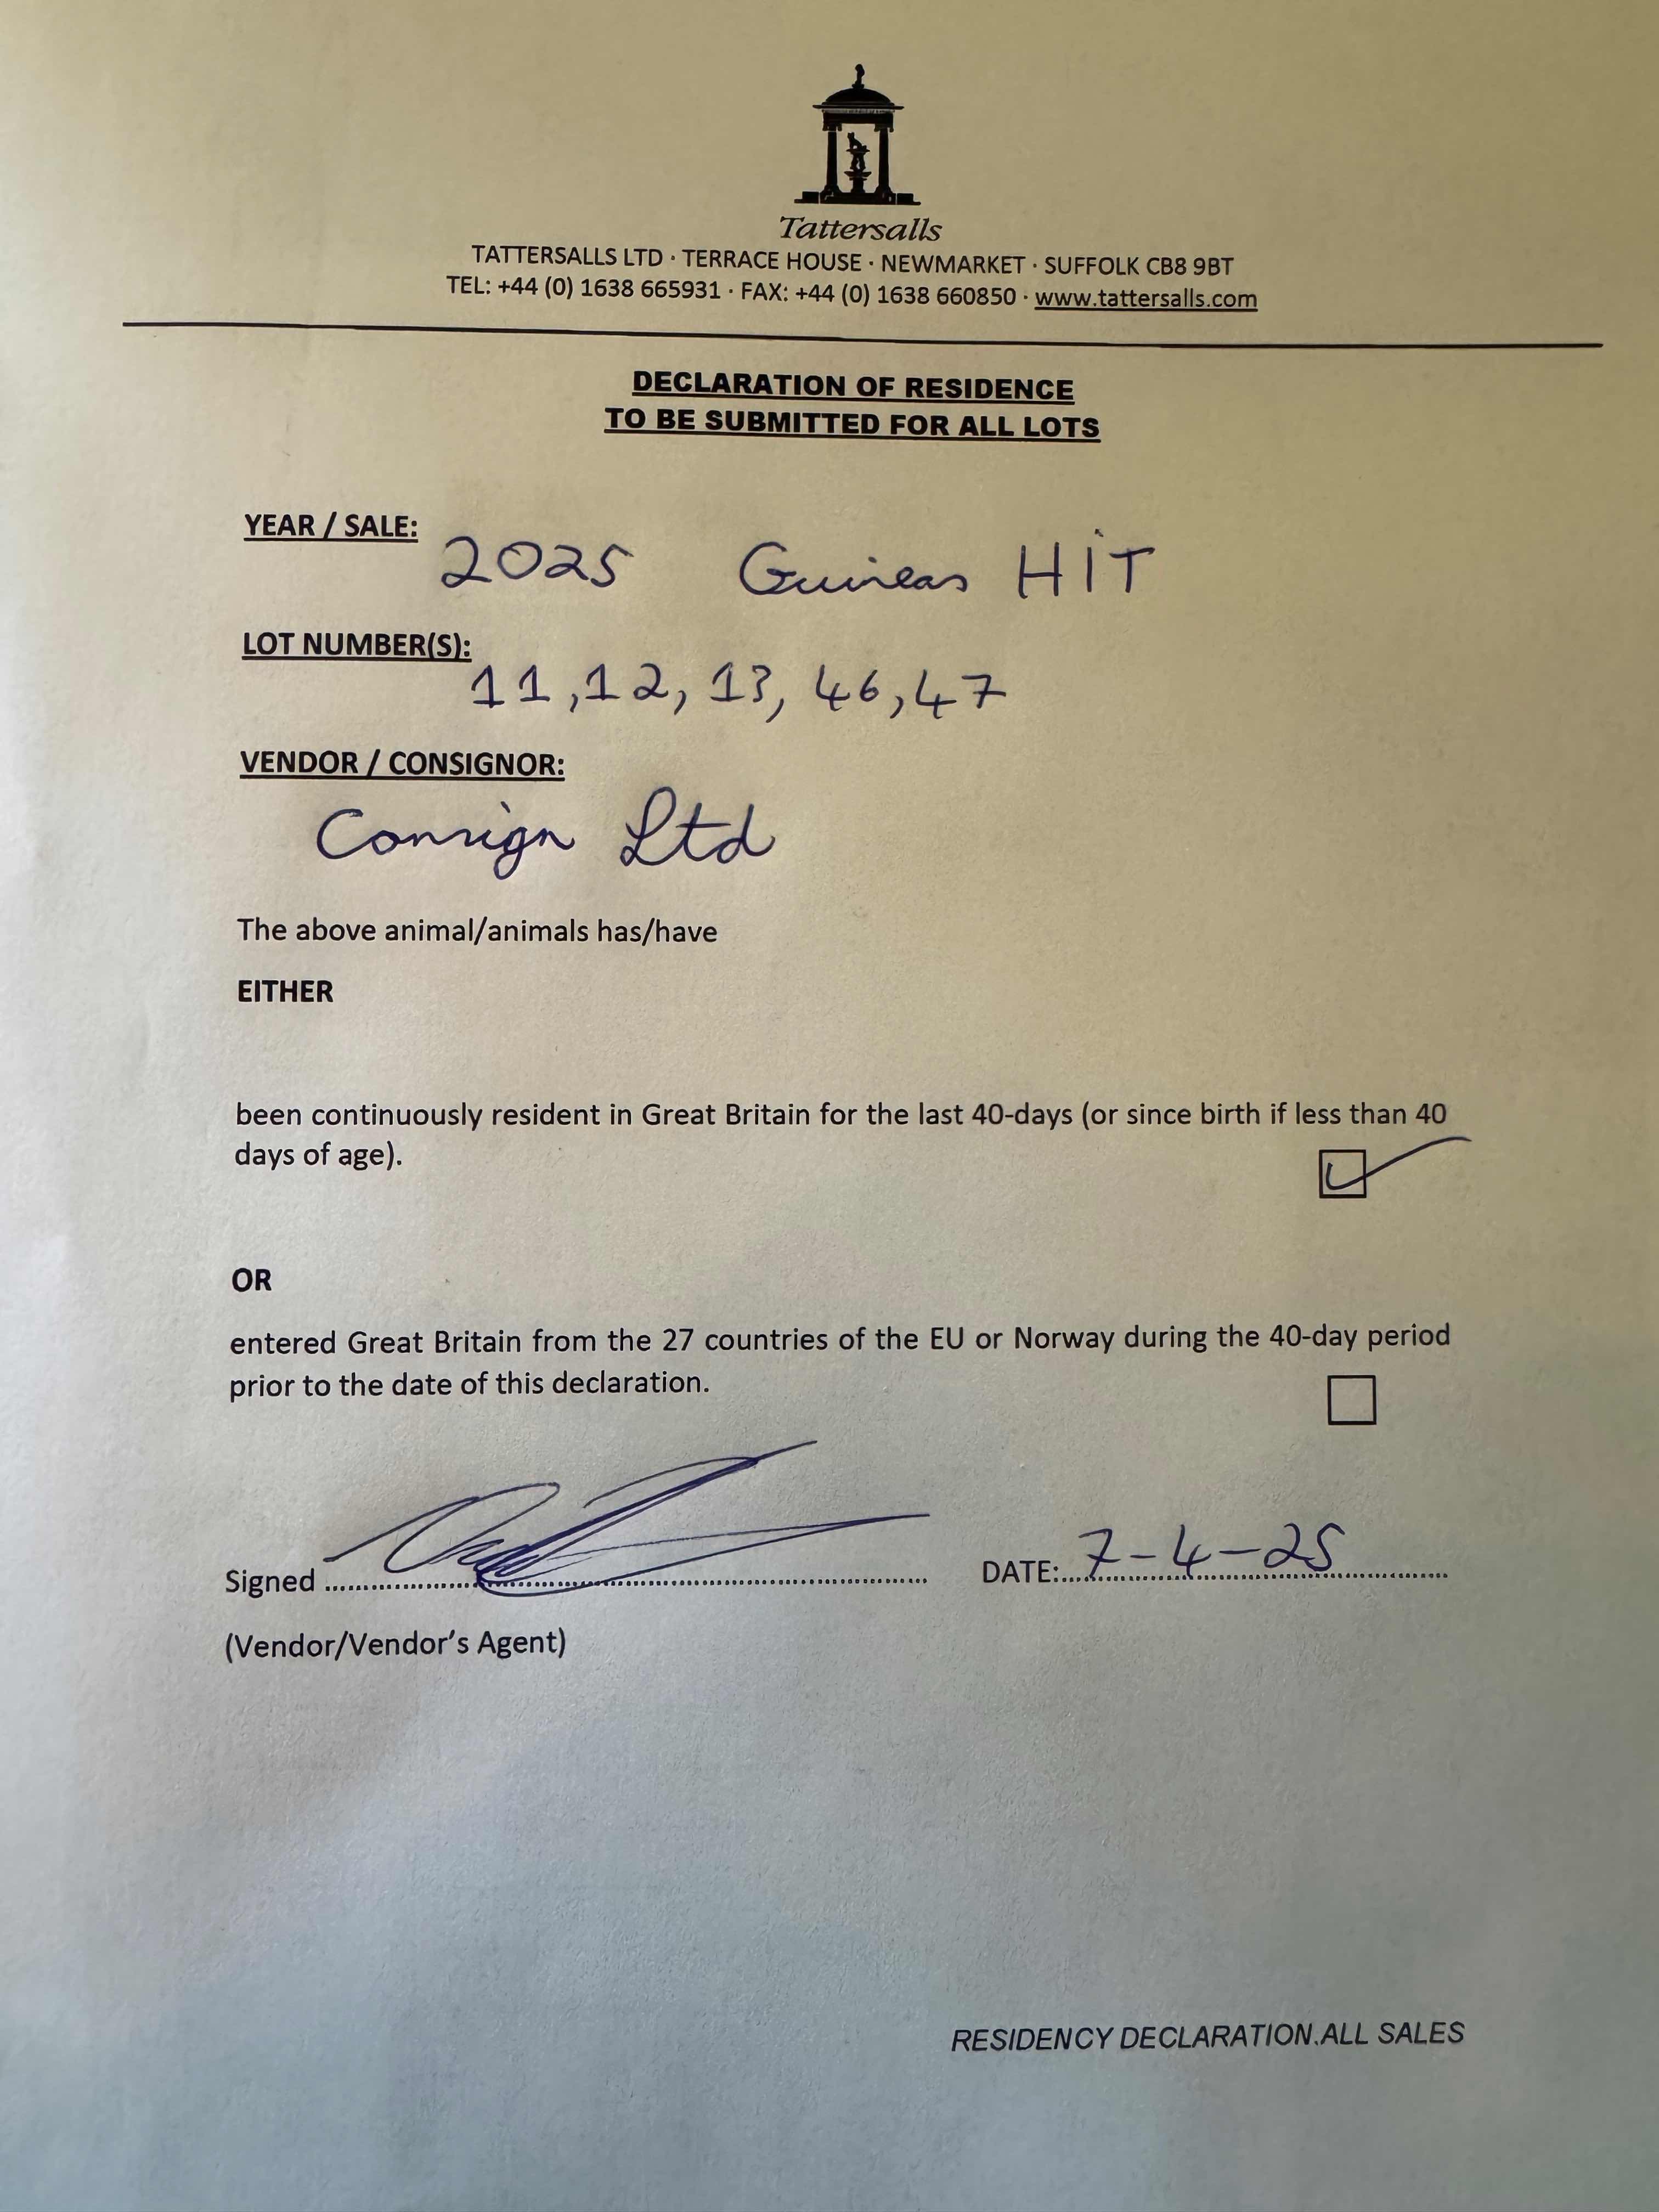 Tattersalls
TATTERSALLS LTD · TERRACE HOUSE · NEWMARKET · SUFFOLK CB8 9BT
TEL: +44 (0) 1638 665931 · FAX: +44 (0) 1638 660850 · www.tattersalls.com
DECLARATION OF RESIDENCE
TO BE SUBMITTED FOR ALL LOTS
YEAR / SALE: 2025 Guineas HIT
LOT NUMBER(S): 11, 12, 13, 46, 47
VENDOR / CONSIGNOR:
Consign Ltd
The above animal/animals has/have
EITHER
been continuously resident in Great Britain for the last 40-days (or since birth if less than 40
days of age).
OR
entered Great Britain from the 27 countries of the EU or Norway during the 40-day period
prior to the date of this declaration.
Signed DATE: 7-4-25
(Vendor/Vendor's Agent)
RESIDENCY DECLARATION.ALL SALES